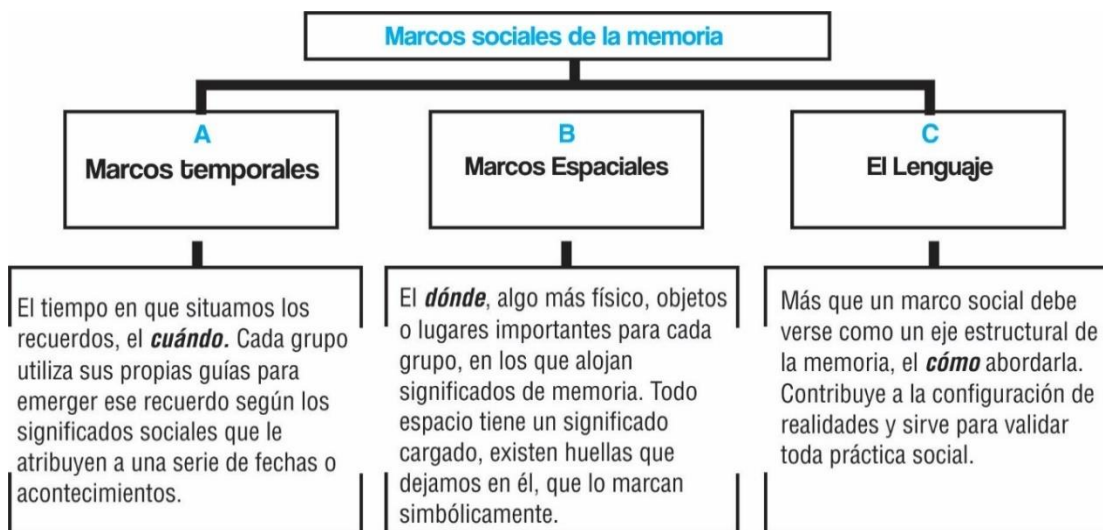 Marcos sociales de la memoria
A
Marcos temporales
El tiempo en que situamos los
recuerdos, el cuándo. Cada grupo
utiliza sus propias guías para
emerger ese recuerdo según los
significados sociales que le
atribuyen a una serie de fechas o
acontecimientos.
B
Marcos Espaciales
El dónde, algo más físico, objetos
o lugares importantes para cada
grupo, en los que alojan
significados de memoria. Todo
espacio tiene un significado
cargado, existen huellas que
dejamos en él, que lo marcan
simbólicamente.
C
El Lenguaje
Más que un marco social debe
verse como un eje estructural de
la memoria, el cómo abordarla.
Contribuye a la configuración de
realidades y sirve para validar
toda práctica social.